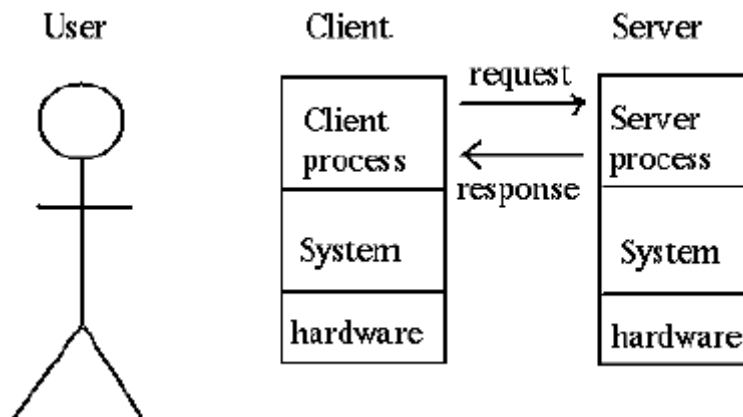 User
Client
Server
request
Client
process
Server
process
response
System
System
hardware
hardware